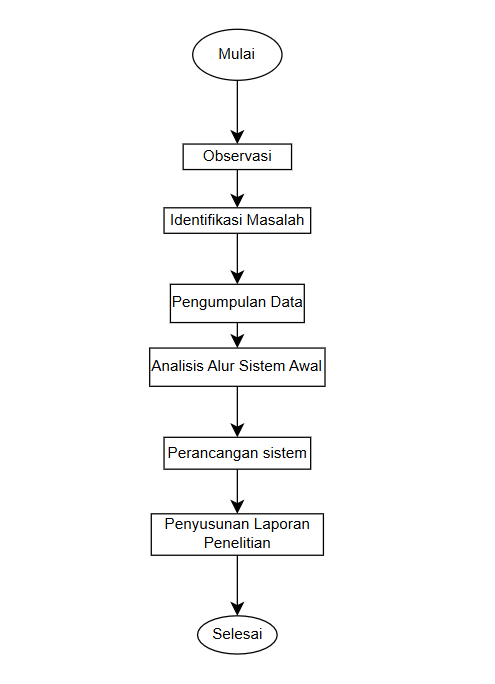 Mulai
Observasi
Identifikasi Masalah
Pengumpulan Data
Analisis Alur Sistem Awal
Perancangan sistem
Penyusunan Laporan
Penelitian
Selesai